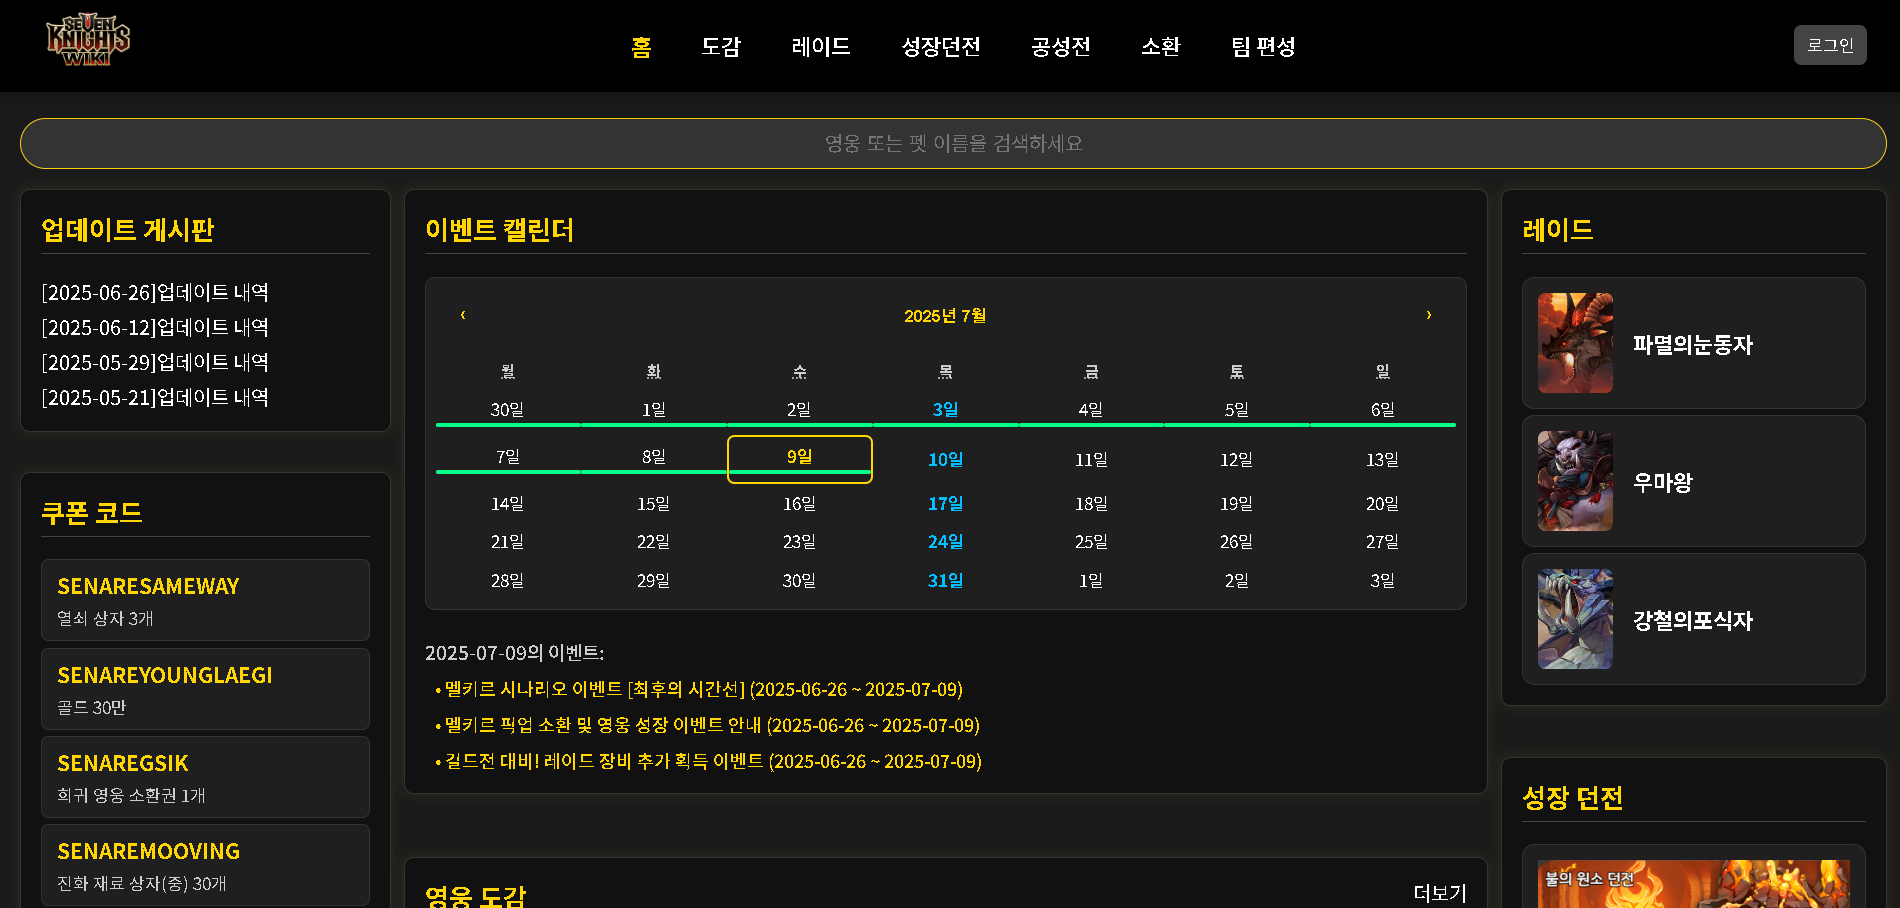 SEVEN
KNIGHTS
WIKI
홈 도감 레이드 성장던전 공성전 소환 팀 편성
로그인
영웅 또는 펫 이름을 검색하세요
업데이트 게시판
[2025-06-26]업데이트 내역
[2025-06-12]업데이트 내역
[2025-05-29]업데이트 내역
[2025-05-21]업데이트 내역
쿠폰 코드
SENARESAMEWAY
열쇠 상자 3개
SENAREYOUNGLAEGI
골드 30만
SENAREGSIK
희귀 영웅 소환권 1개
SENAREMOOVING
진화 재료 상자(중) 30개
이벤트 캘린더
‹ 2025년 7월 ›
월 화 수 목 금 토 일
30일 1일 2일 3일 4일 5일 6일
7일 8일 9일 10일 11일 12일 13일
14일 15일 16일 17일 18일 19일 20일
21일 22일 23일 24일 25일 26일 27일
28일 29일 30일 31일 1일 2일 3일
2025-07-09의 이벤트:
• 멜키르 시나리오 이벤트 [최후의 시간선] (2025-06-26 ~ 2025-07-09)
• 멜키르 픽업 소환 및 영웅 성장 이벤트 안내 (2025-06-26 ~ 2025-07-09)
• 길드전 대비! 레이드 장비 추가 획득 이벤트 (2025-06-26 ~ 2025-07-09)
영웅 도감
더보기
레이드
파멸의눈동자
우마왕
강철의포식자
성장 던전
불의 원소 던전